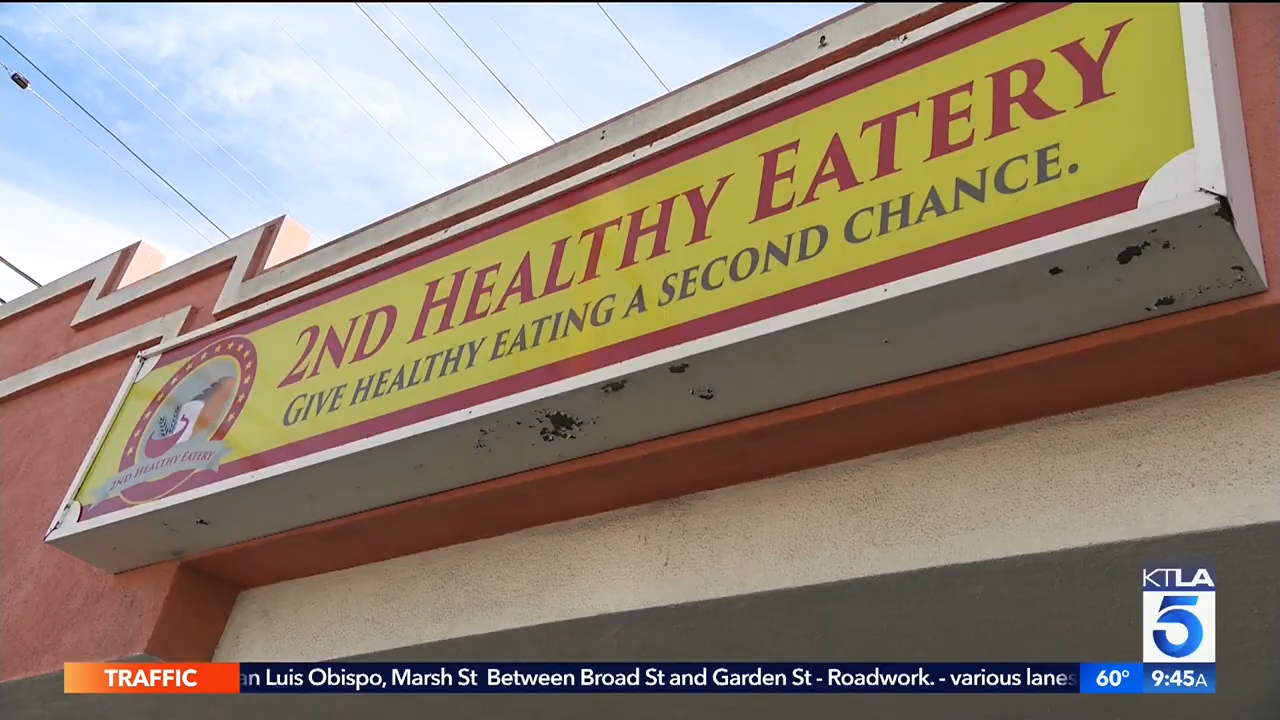 2ND HEALTHY EATERY
GIVE HEALTHY EATING A SECOND CHANCE.
2ND HEALTHY EATERY
KTLA
5
TRAFFIC
an Luis Obispo, Marsh St Between Broad St and Garden St - Roadwork. - various lanes
60°
9:45A